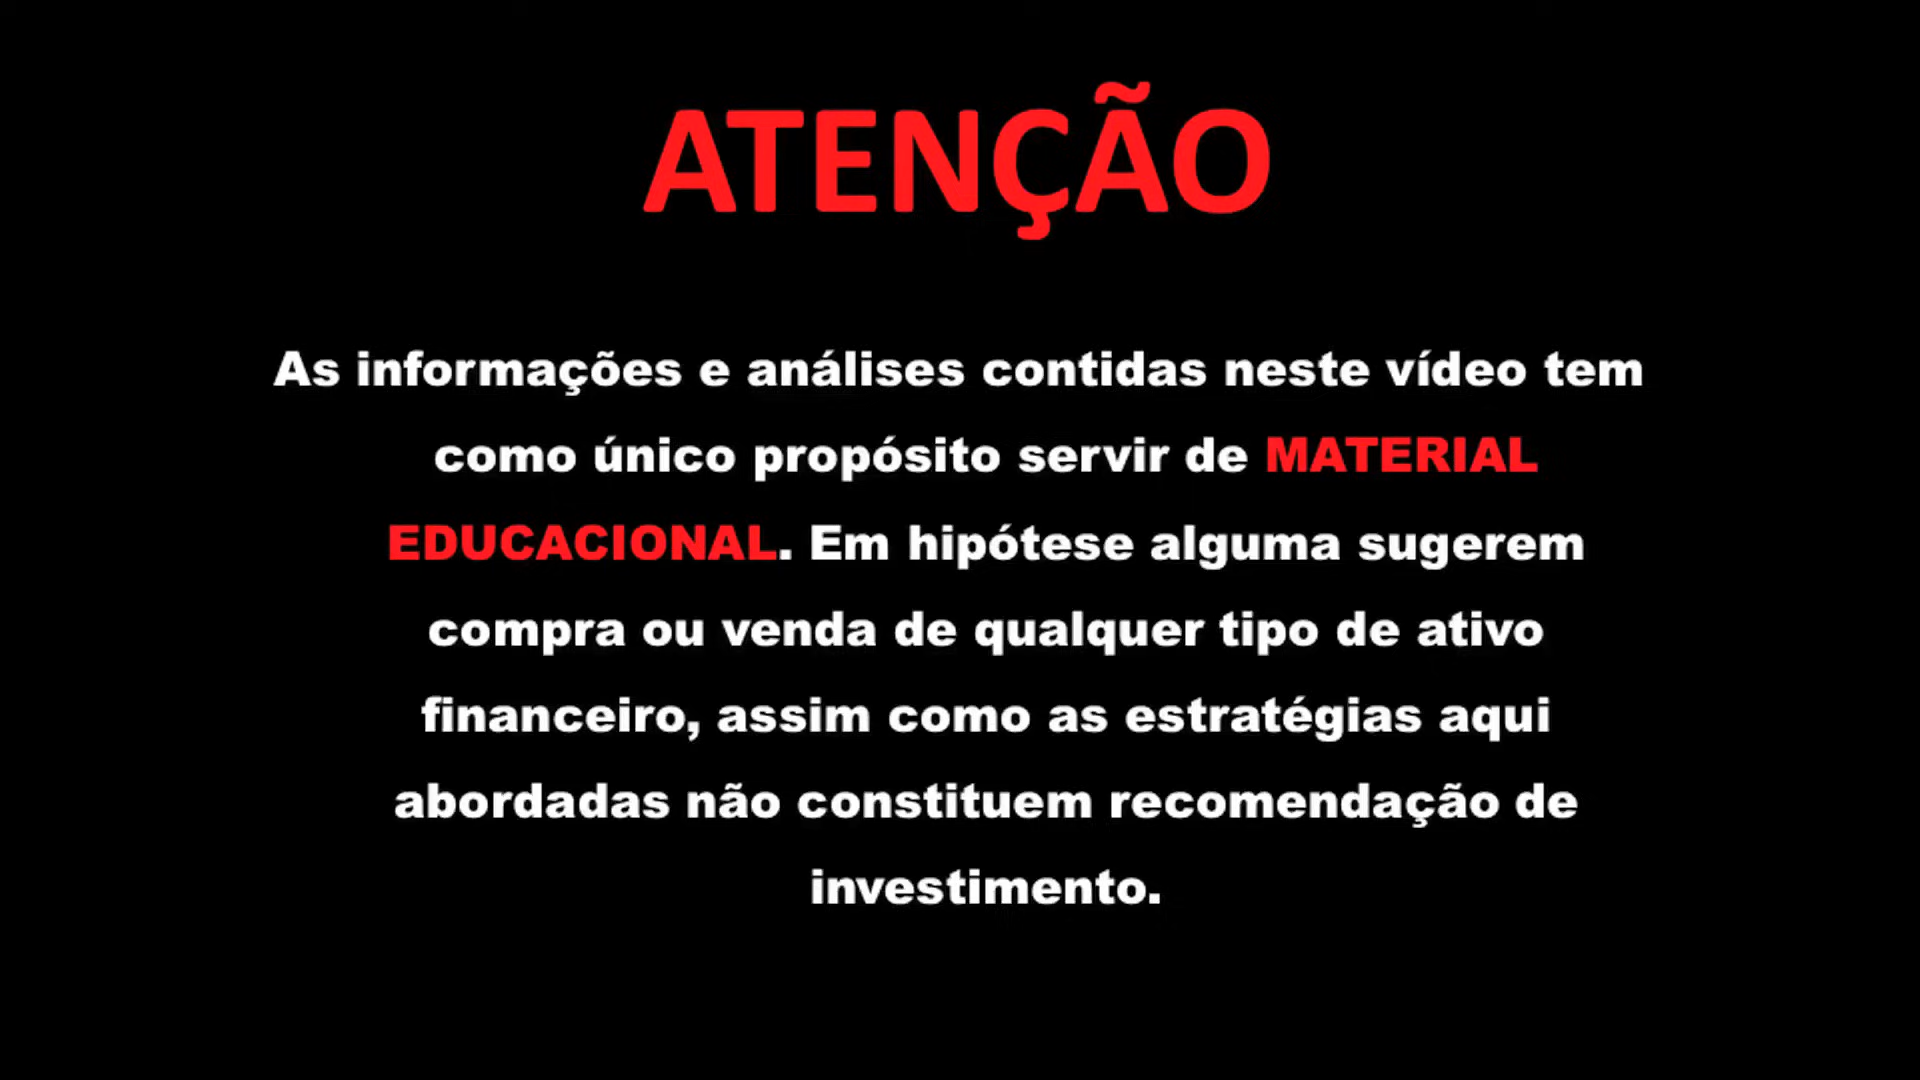 ATENÇÃO
As informações e análises contidas neste vídeo tem
como único propósito servir de MATERIAL
EDUCACIONAL. Em hipótese alguma sugerem
compra ou venda de qualquer tipo de ativo
financeiro, assim como as estratégias aqui
abordadas não constituem recomendação de
investimento.